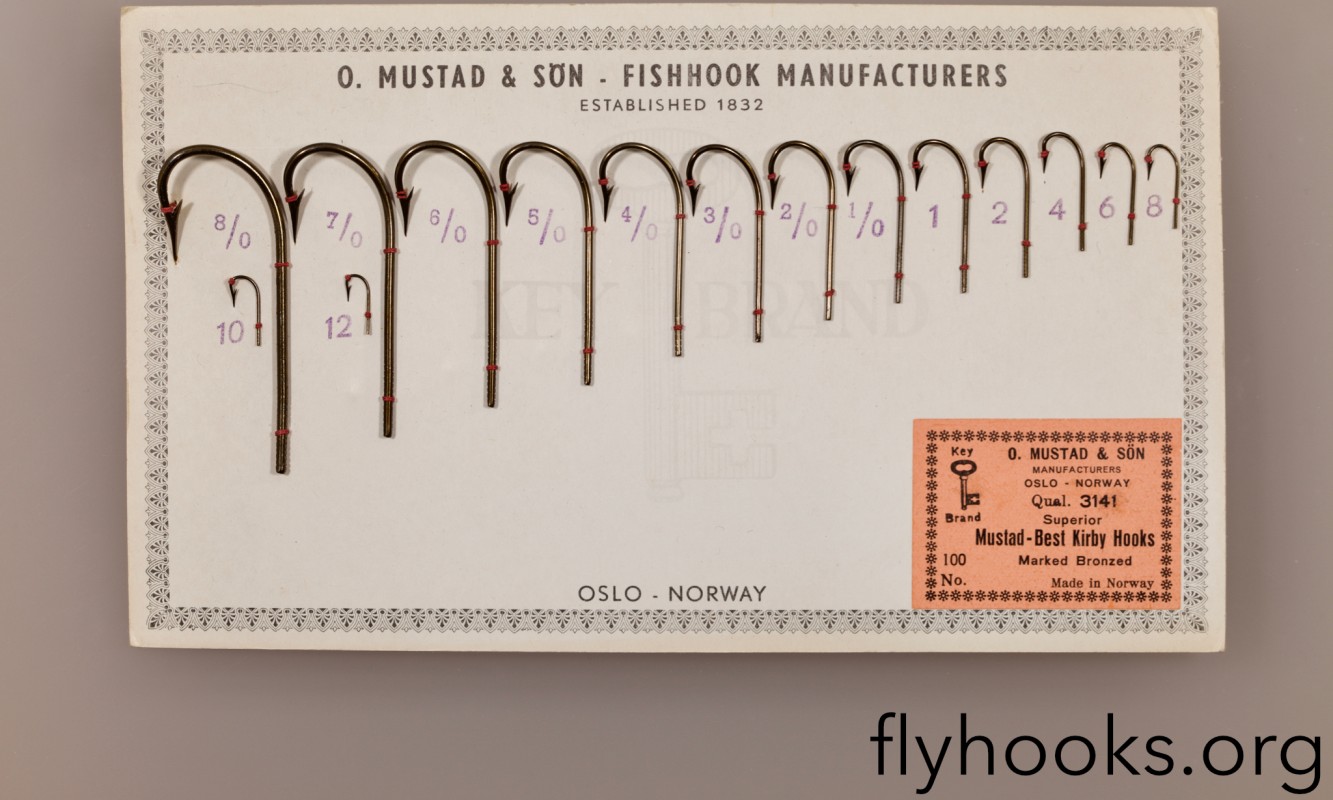 O. MUSTAD & SÖN - FISHHOOK MANUFACTURERS
ESTABLISHED 1832
8/0 7/0 6/0 5/0 4/0 3/0 2/0 1/0 1 2 4 6 8
10 12
KEY BRAND
Key
Brand
O. MUSTAD & SÖN
MANUFACTURERS
OSLO - NORWAY
Qual. 3141
Superior
Mustad-Best Kirby Hooks
100 Marked Bronzed
No. Made in Norway
OSLO - NORWAY
flyhooks.org